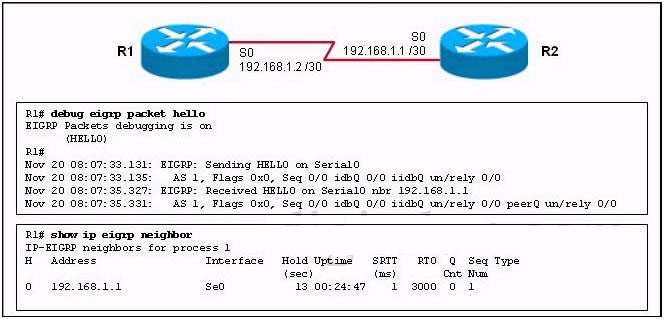 R1
S0
192.168.1.2 /30
S0
192.168.1.1 /30
R2
R1# debug eigrp packet hello
EIGRP Packets debugging is on
(HELLO)
R1#
Nov 20 08:07:33.131: EIGRP: Sending HELLO on Serial0
Nov 20 08:07:33.135: AS 1, Flags 0x0, Seq 0/0 idbQ 0/0 iidbQ un/rely 0/0
Nov 20 08:07:35.327: EIGRP: Received HELLO on Serial0 nbr 192.168.1.1
Nov 20 08:07:35.331: AS 1, Flags 0x0, Seq 0/0 idbQ 0/0 iidbQ un/rely 0/0 peerQ un/rely 0/0
R1# show ip eigrp neighbor
IP-EIGRP neighbors for process 1
H Address Interface Hold Uptime SRTT RTO Q Seq Type
(sec) (ms) Cnt Num
0 192.168.1.1 Se0 13 00:24:47 1 3000 0 1